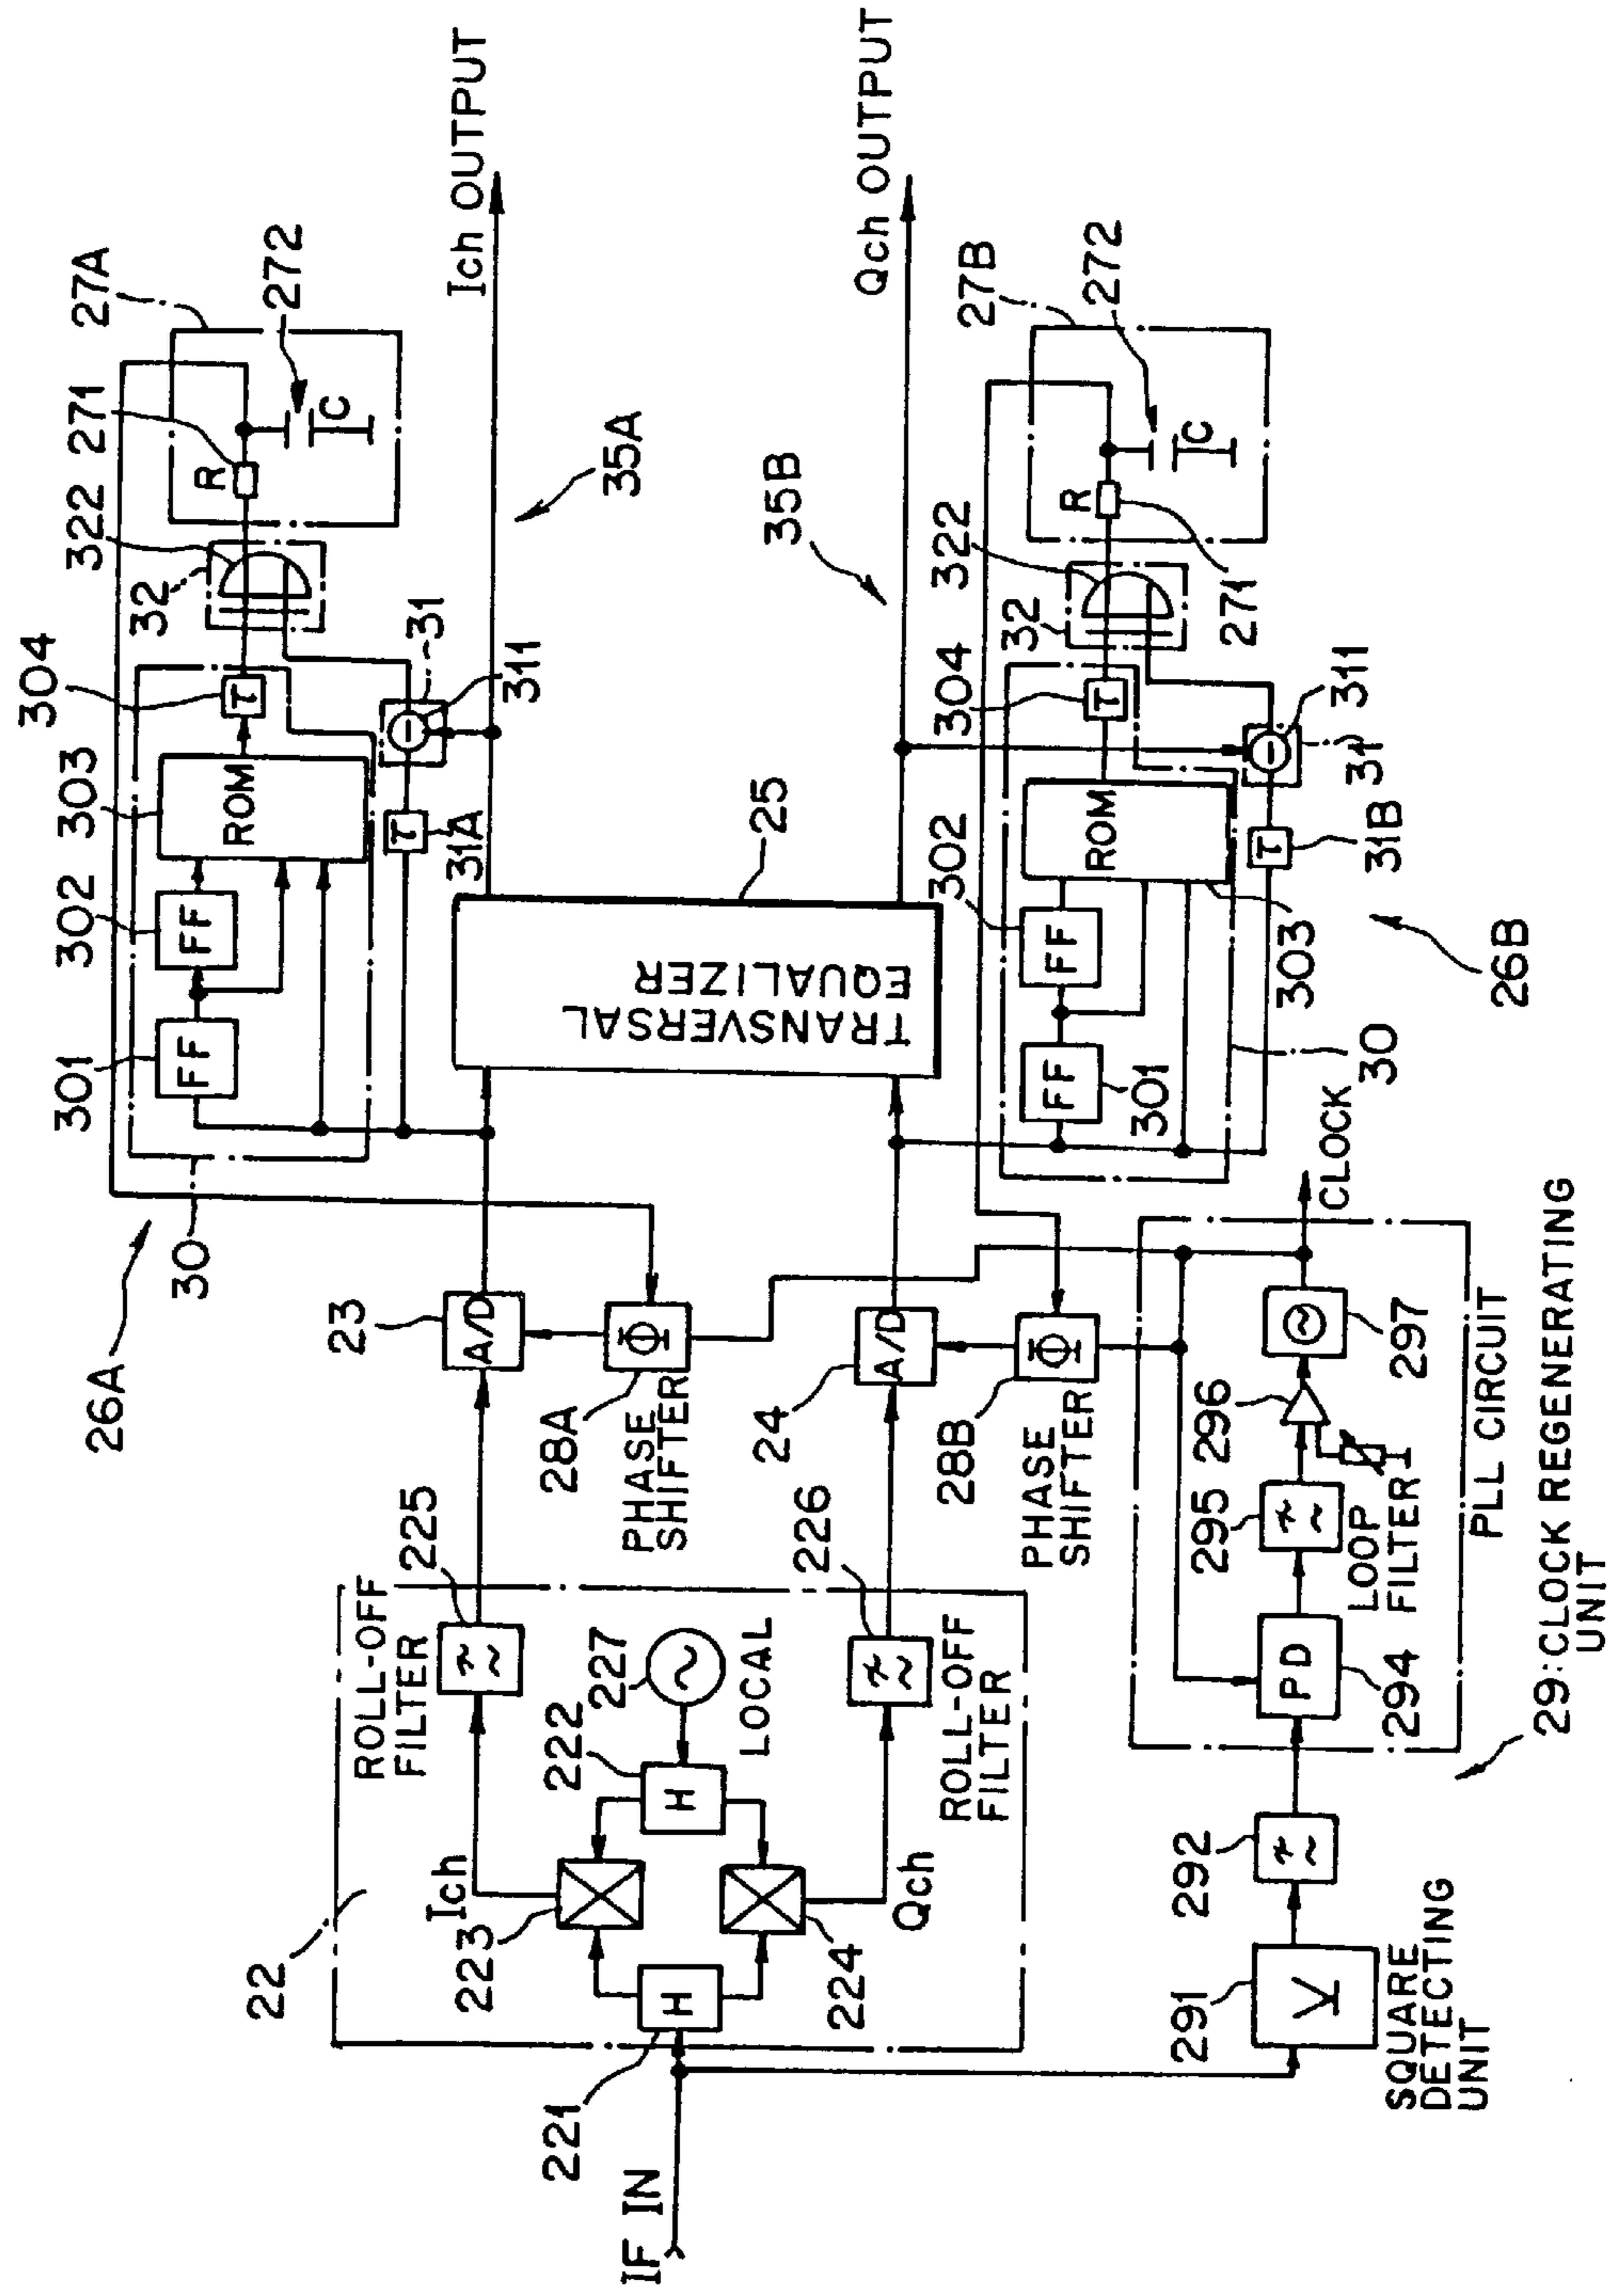 26A
30
301
FF
302
FF
303
ROM
304
τ
32
322
271
R
27A
272
C
31
311
τ
31A
Ich OUTPUT
35A
IF IN
22
221
H
223
Ich
224
Qch
222
H
227
LOCAL
ROLL-OFF
FILTER
225
226
ROLL-OFF
FILTER
23
A/D
28A
PHASE
SHIFTER
24
A/D
28B
PHASE
SHIFTER
25
TRANSVERSAL
EQUALIZER
35B
Qch OUTPUT
301
FF
302
FF
303
ROM
304
τ
32
322
R
271
27B
272
C
311
31
τ
31B
30
26B
SQUARE
DETECTING
UNIT
291
292
PD
294
295
LOOP
FILTER
296
297
CLOCK
PLL CIRCUIT
29:CLOCK REGENERATING
UNIT